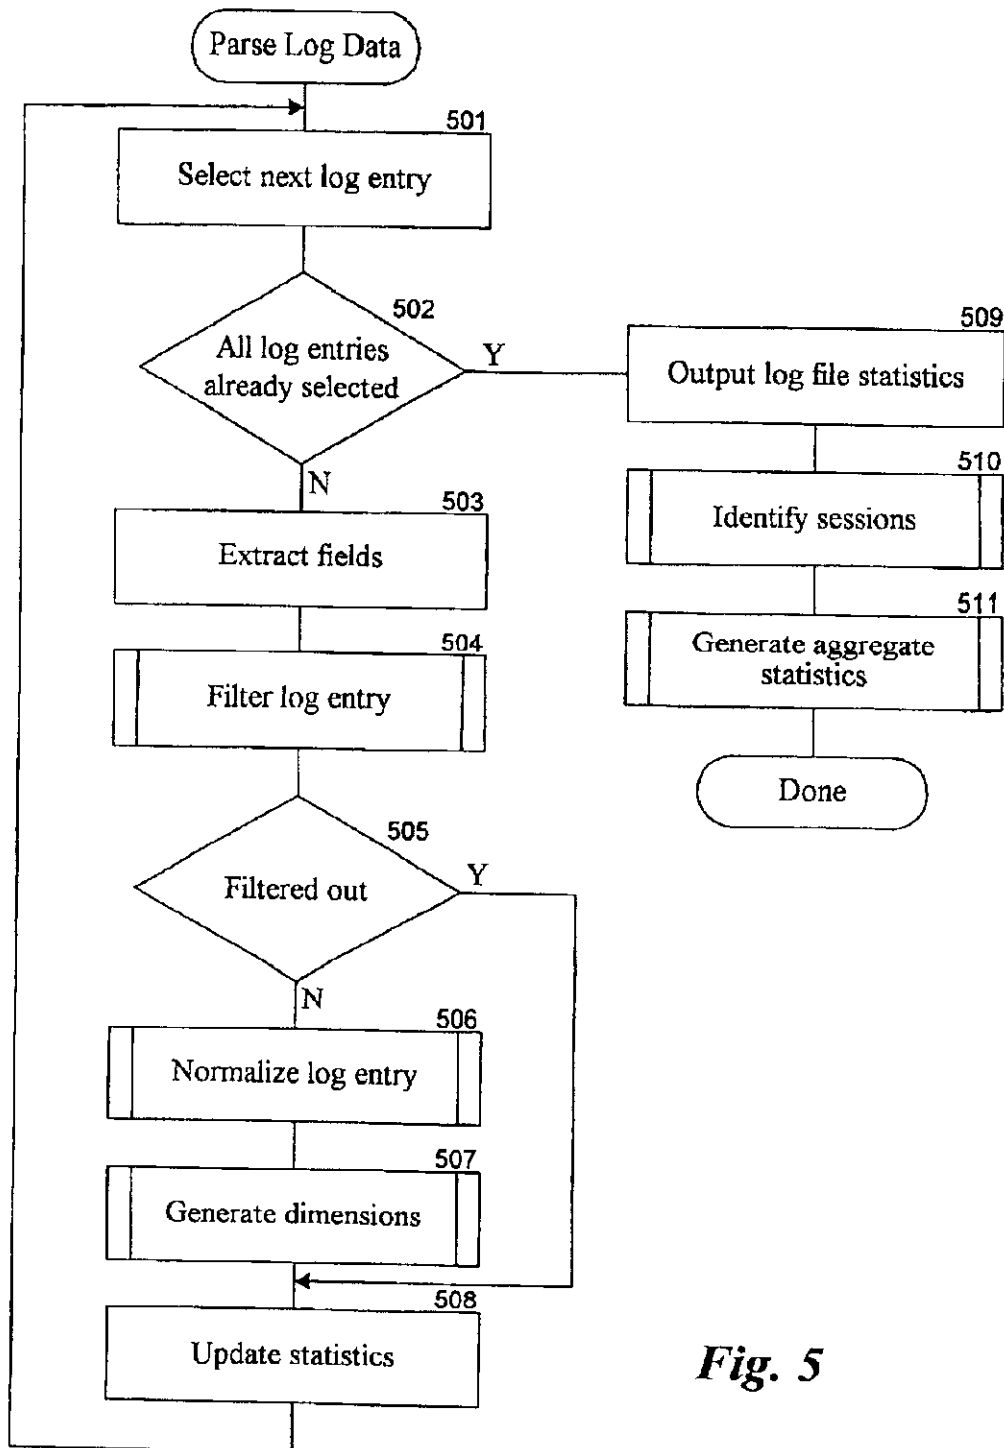 Parse Log Data
501
Select next log entry
502
All log entries
already selected
Y
N
503
Extract fields
504
Filter log entry
505
Filtered out
Y
N
506
Normalize log entry
507
Generate dimensions
508
Update statistics
509
Output log file statistics
510
Identify sessions
511
Generate aggregate
statistics
Done
Fig. 5